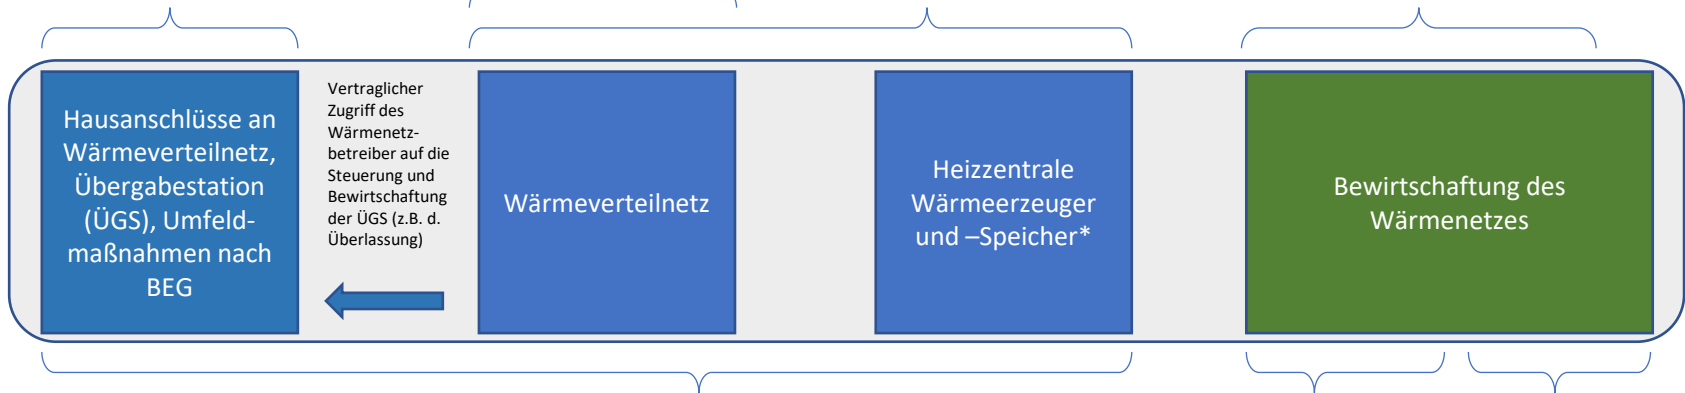 Hausanschlüsse an
Wärmeverteilnetz,
Übergabestation
(ÜGS), Umfeld-
maßnahmen nach
BEG
Vertraglicher
Zugriff des
Wärmenetz-
betreiber auf die
Steuerung und
Bewirtschaftung
der ÜGS (z.B. d.
Überlassung)
Wärmeverteilnetz
Heizzentrale
Wärmeerzeuger
und –Speicher*
Bewirtschaftung des
Wärmenetzes